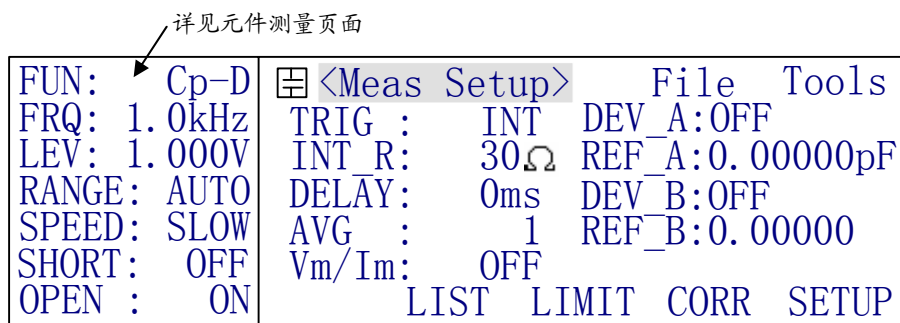 详见元件测量页面
FUN: Cp-D
FRQ: 1.0kHz
LEV: 1.000V
RANGE: AUTO
SPEED: SLOW
SHORT: OFF
OPEN : ON
<Meas Setup> File Tools
TRIG : INT DEV_A:OFF
INT_R: 30Ω REF_A:0.00000pF
DELAY: 0ms DEV_B:OFF
AVG : 1 REF_B:0.00000
Vm/Im: OFF
LIST LIMIT CORR SETUP